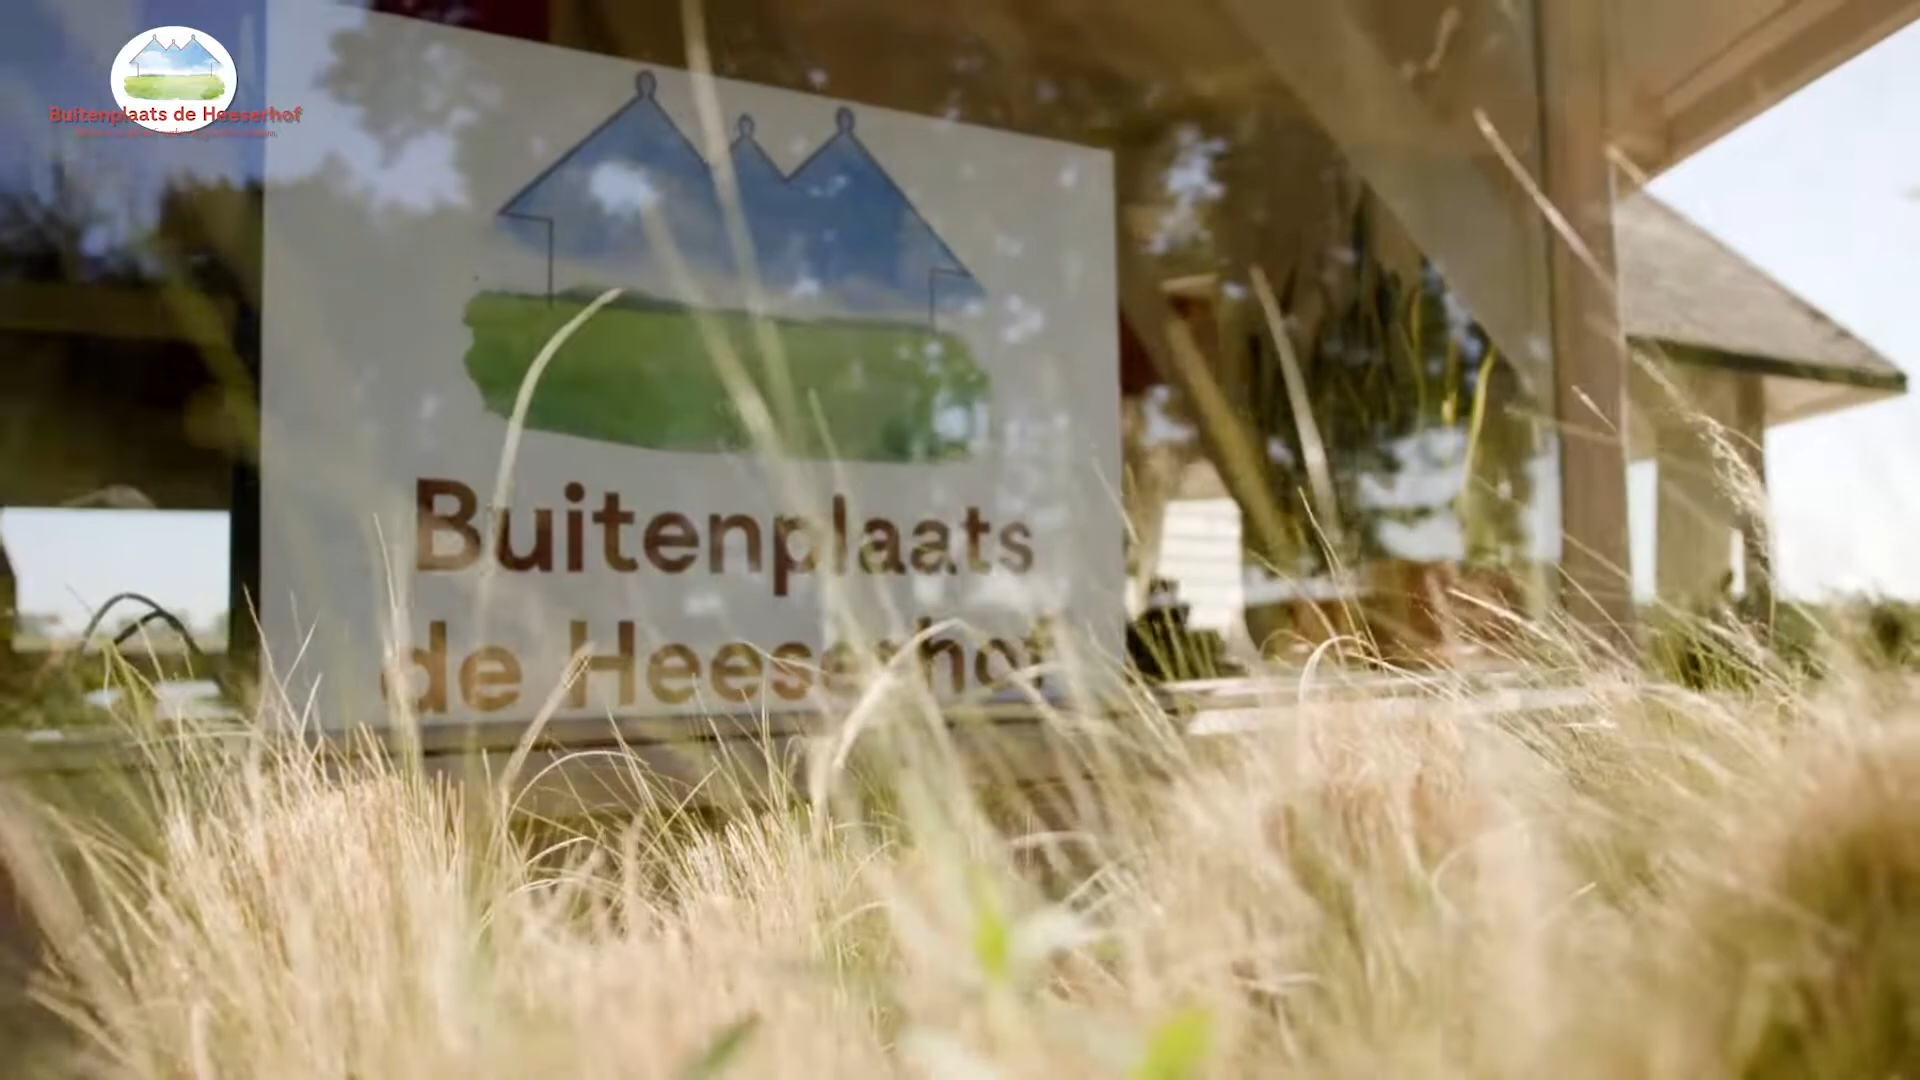 Buitenplaats de Heeserhof
Buitenplaats
de Heeserhof